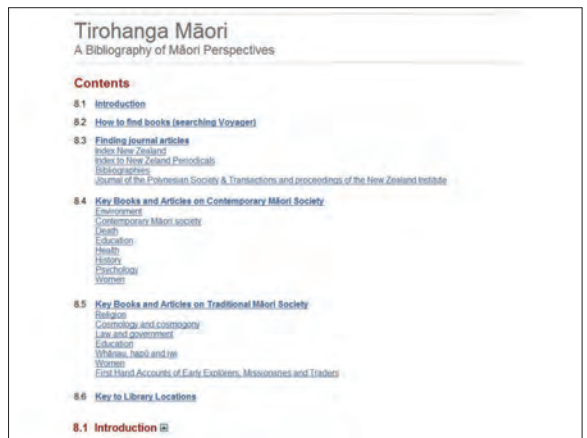 Tirohanga Māori
A Bibliography of Māori Perspectives
Contents
8.1 Introduction
8.2 How to find books (searching Voyager)
8.3 Finding journal articles
Index New Zealand
Index to New Zeland Periodicals
Bibliographies
Journal of the Polynesian Society & Transactions and proceedings of the New Zealand Institide
8.4 Key Books and Articles on Contemporary Māori Society
Environment
Contemporary Māori society
Death
Education
Health
History
Psychology
Women
8.5 Key Books and Articles on Traditional Māori Society
Religion
Cosmology and cosmogony
Law and government
Education
Whānau, hapū and iwi
Women
First Hand Accounts of Early Explorers, Missionaries and Traders
8.6 Key to Library Locations
8.1 Introduction